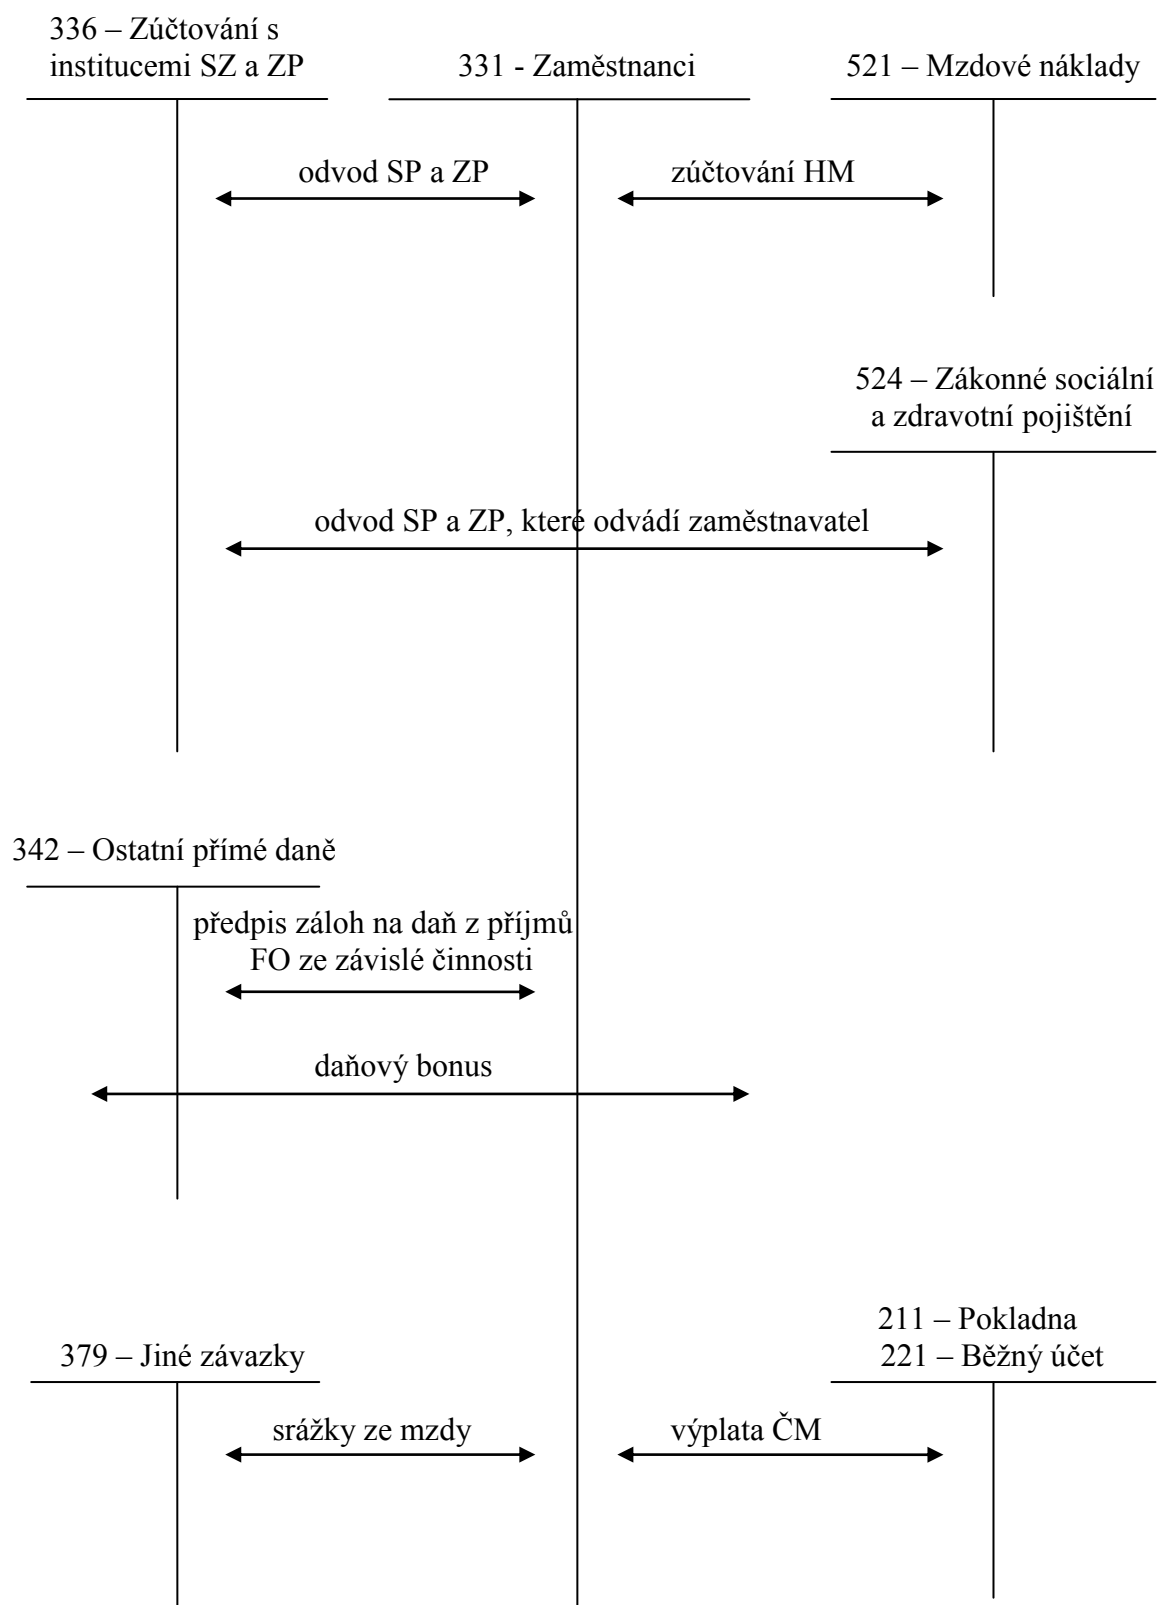 336 – Zúčtování s
institucemi SZ a ZP
331 - Zaměstnanci
521 – Mzdové náklady
odvod SP a ZP
zúčtování HM
524 – Zákonné sociální
a zdravotní pojištění
odvod SP a ZP, které odvádí zaměstnavatel
342 – Ostatní přímé daně
předpis záloh na daň z příjmů
FO ze závislé činnosti
daňový bonus
379 – Jiné závazky
211 – Pokladna
221 – Běžný účet
srážky ze mzdy
výplata ČM